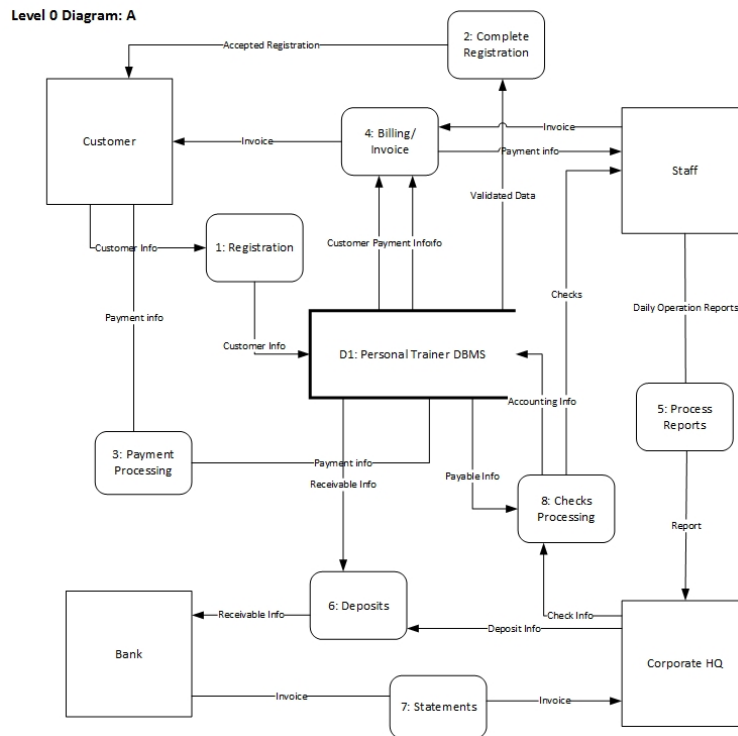 Level 0 Diagram: A
2: Complete
Registration
Accepted Registration
Customer
Invoice
4: Billing/
Invoice
Invoice
Payment info
Staff
Validated Data
Customer Info
1: Registration
Customer Payment Info
Checks
Payment info
Daily Operation Reports
Customer Info
D1: Personal Trainer DBMS
Accounting Info
5: Process
Reports
3: Payment
Processing
Payment info
Receivable Info
Payable Info
8: Checks
Processing
Report
Bank
Receivable Info
6: Deposits
Check Info
Deposit Info
Corporate HQ
Invoice
7: Statements
Invoice